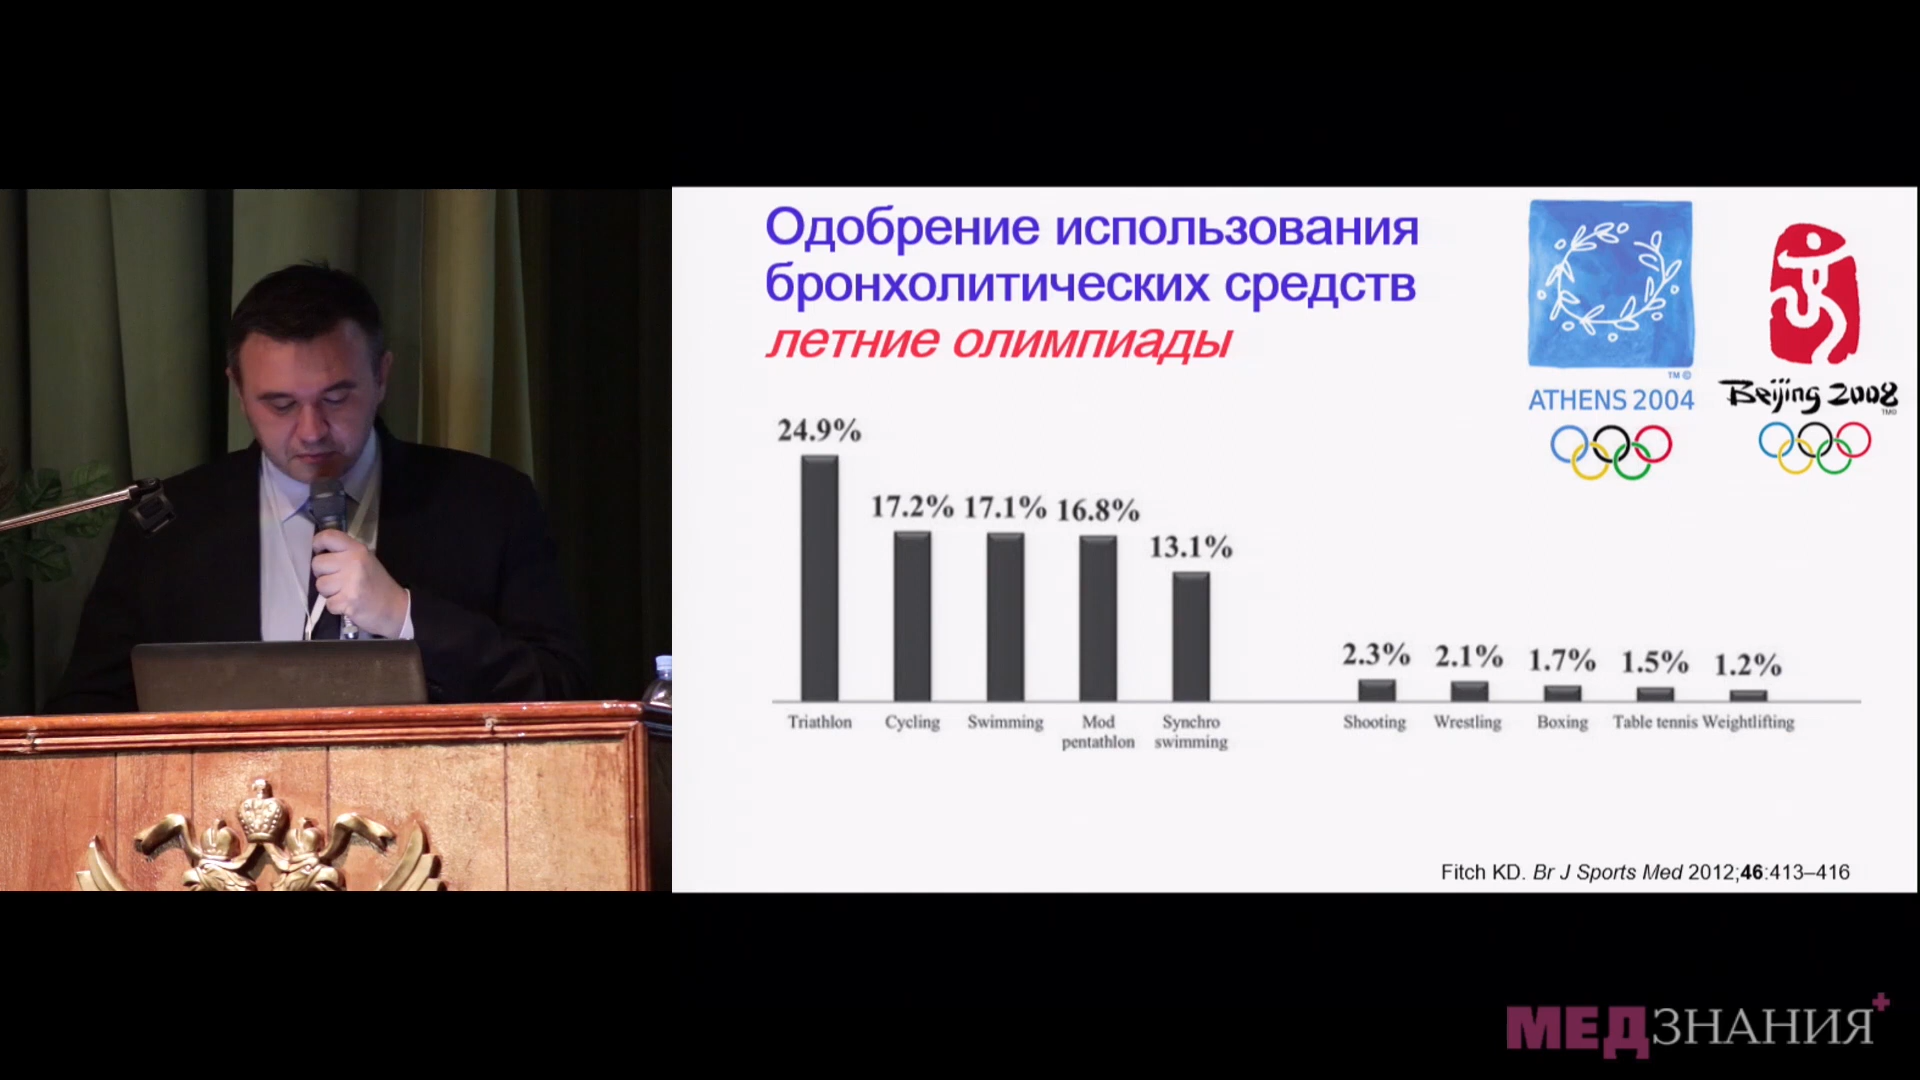 Одобрение использования
бронхолитических средств
летние олимпиады
TM ©
ATHENS 2004
Beijing 2008
TM©
24.9%
17.2% 17.1% 16.8%
13.1%
2.3% 2.1% 1.7% 1.5% 1.2%
Triathlon Cycling Swimming Mod pentathlon Synchro swimming Shooting Wrestling Boxing Table tennis Weightlifting
Fitch KD. Br J Sports Med 2012;46:413–416
МЕДЗНАНИЯ+